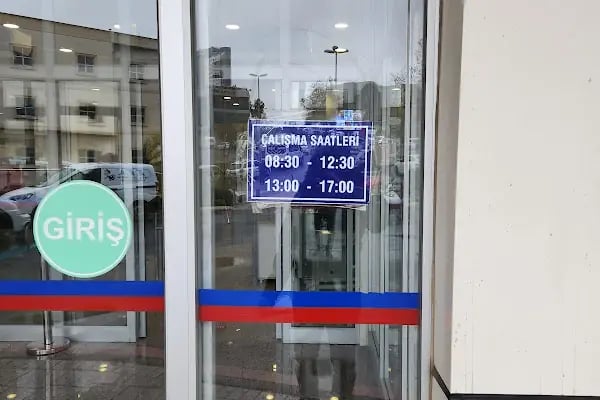 ÇALIŞMA SAATLERİ
08:30 - 12:30
13:00 - 17:00
GİRİŞ